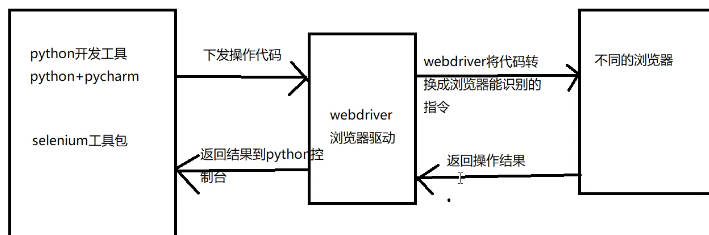 python开发工具
python+pycharm
selenium工具包
下发操作代码
返回结果到python控
制台
webdriver
浏览器驱动
webdriver将代码转
换成浏览器能识别的
指令
返回操作结果
不同的浏览器